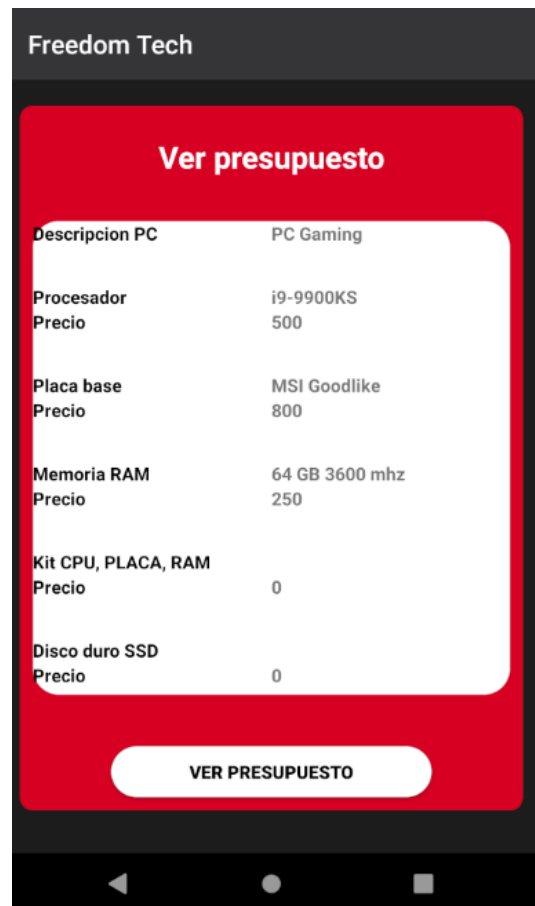 Freedom Tech
Ver presupuesto
Descripcion PC PC Gaming
Procesador i9-9900KS
Precio 500
Placa base MSI Goodlike
Precio 800
Memoria RAM 64 GB 3600 mhz
Precio 250
Kit CPU, PLACA, RAM
Precio 0
Disco duro SSD
Precio 0
VER PRESUPUESTO